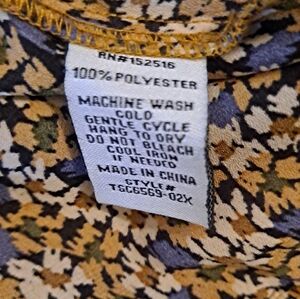 RN#152516
100% POLYESTER
MACHINE WASH
COLD
GENTLE CYCLE
HANG TO DRY
DO NOT BLEACH
COOL IRON
IF NEEDED
MADE IN CHINA
STYLE#
TSC6569-02X